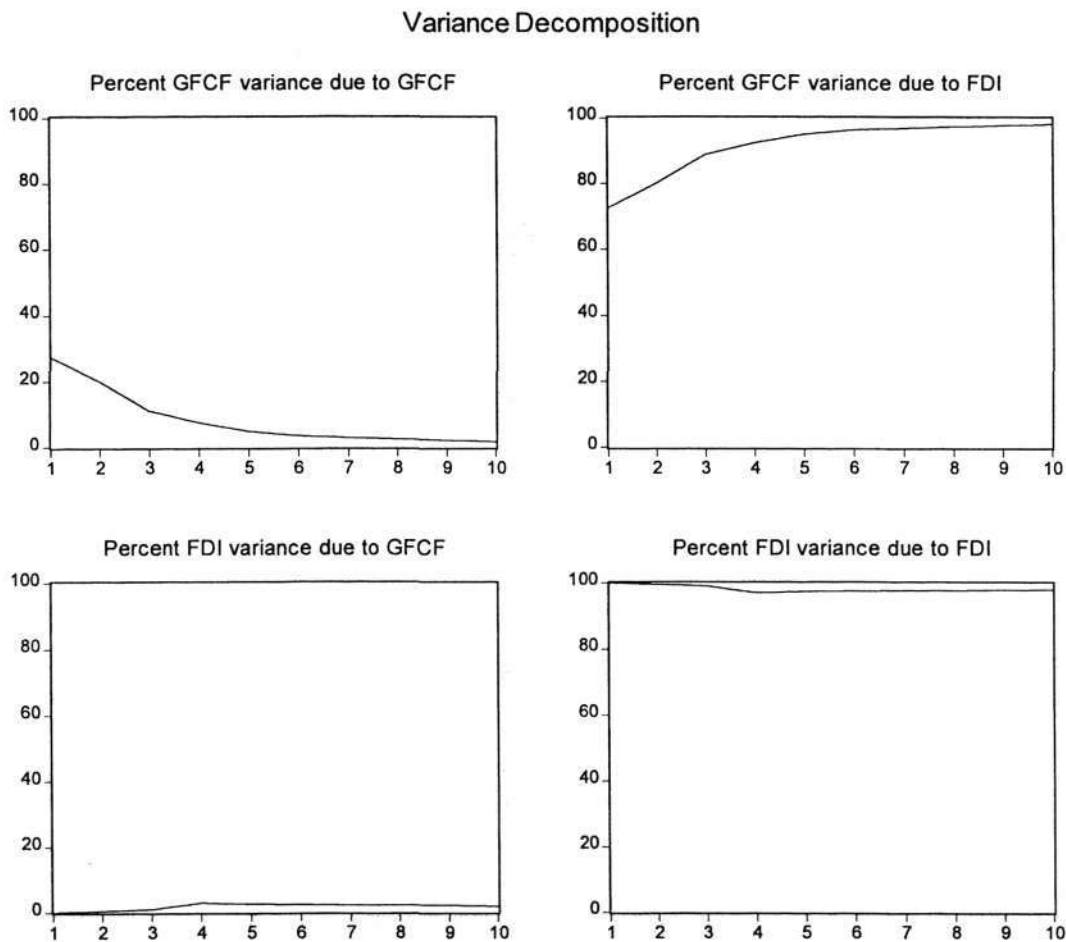 Variance Decomposition
Percent GFCF variance due to GFCF
100
80
60
40
20
0
1 2 3 4 5 6 7 8 9 10
Percent GFCF variance due to FDI
100
80
60
40
20
0
1 2 3 4 5 6 7 8 9 10
Percent FDI variance due to GFCF
100
80
60
40
20
0
1 2 3 4 5 6 7 8 9 10
Percent FDI variance due to FDI
100
80
60
40
20
0
1 2 3 4 5 6 7 8 9 10